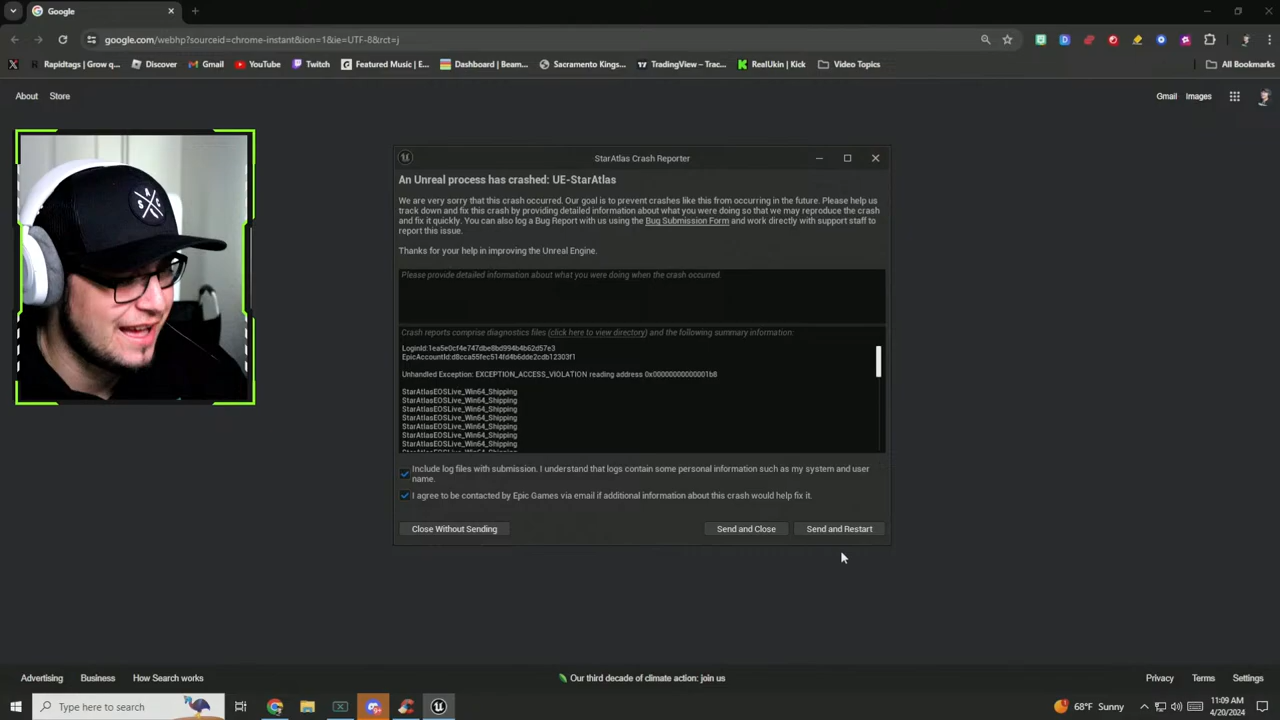 Google
google.com/webhp?sourceid=chrome-instant&ion=1&ie=UTF-8&rct=j
Rapidtags | Grow q...
Discover
Gmail
YouTube
Twitch
Featured Music | E...
Dashboard | Beam...
Sacramento Kings...
TradingView – Trac...
RealUkin | Kick
Video Topics
All Bookmarks
About
Store
Gmail
Images
StarAtlas Crash Reporter
An Unreal process has crashed: UE-StarAtlas
We are very sorry that this crash occurred. Our goal is to prevent crashes like this from occurring in the future. Please help us
track down and fix this crash by providing detailed information about what you were doing so that we may reproduce the crash
and fix it quickly. You can also log a Bug Report with us using the Bug Submission Form and work directly with support staff to
report this issue.
Thanks for your help in improving the Unreal Engine.
Please provide detailed information about what you were doing when the crash occurred.
Crash reports comprise diagnostics files (click here to view directory) and the following summary information:
LoginId:1ea5e0cf4e747dbe8bd994b4b62d57e3
EpicAccountId:d8cca55fec514fd4b6dde2cdb12303f1
Unhandled Exception: EXCEPTION_ACCESS_VIOLATION reading address 0x00000000000001b8
StarAtlasEOSLive_Win64_Shipping
StarAtlasEOSLive_Win64_Shipping
StarAtlasEOSLive_Win64_Shipping
StarAtlasEOSLive_Win64_Shipping
StarAtlasEOSLive_Win64_Shipping
StarAtlasEOSLive_Win64_Shipping
StarAtlasEOSLive_Win64_Shipping
Include log files with submission. I understand that logs contain some personal information such as my system and user
name.
I agree to be contacted by Epic Games via email if additional information about this crash would help fix it.
Close Without Sending
Send and Close
Send and Restart
Advertising
Business
How Search works
Our third decade of climate action: join us
Privacy
Terms
Settings
Type here to search
68°F Sunny
11:09 AM
4/20/2024